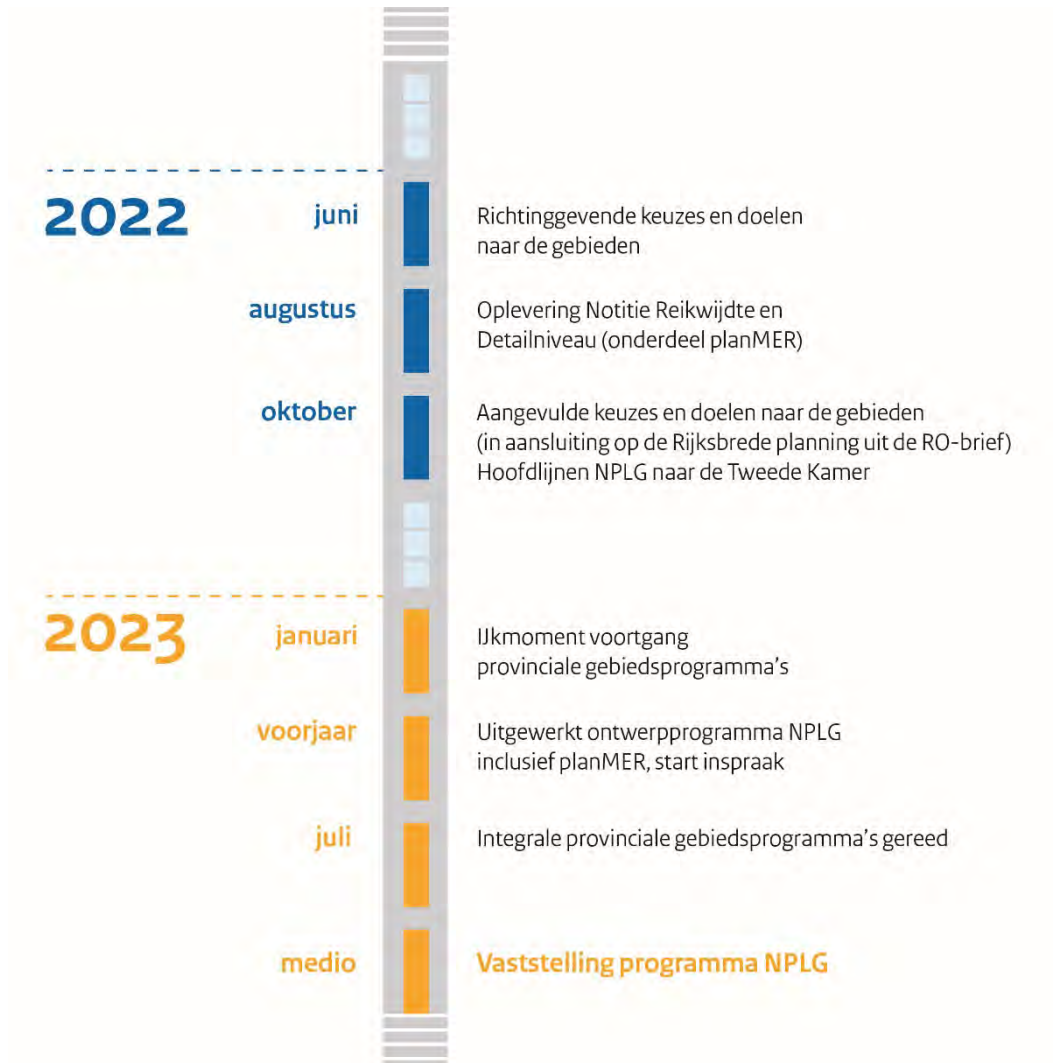 2022
juni
Richtinggevende keuzes en doelen
naar de gebieden
augustus
Oplevering Notitie Reikwijdte en
Detailniveau (onderdeel planMER)
oktober
Aangevulde keuzes en doelen naar de gebieden
(in aansluiting op de Rijksbrede planning uit de RO-brief)
Hoofdlijnen NPLG naar de Tweede Kamer
2023
januari
IJkmoment voortgang
provinciale gebiedsprogramma's
voorjaar
Uitgewerkt ontwerpprogramma NPLG
inclusief planMER, start inspraak
juli
Integrale provinciale gebiedsprogramma's gereed
medio
Vaststelling programma NPLG